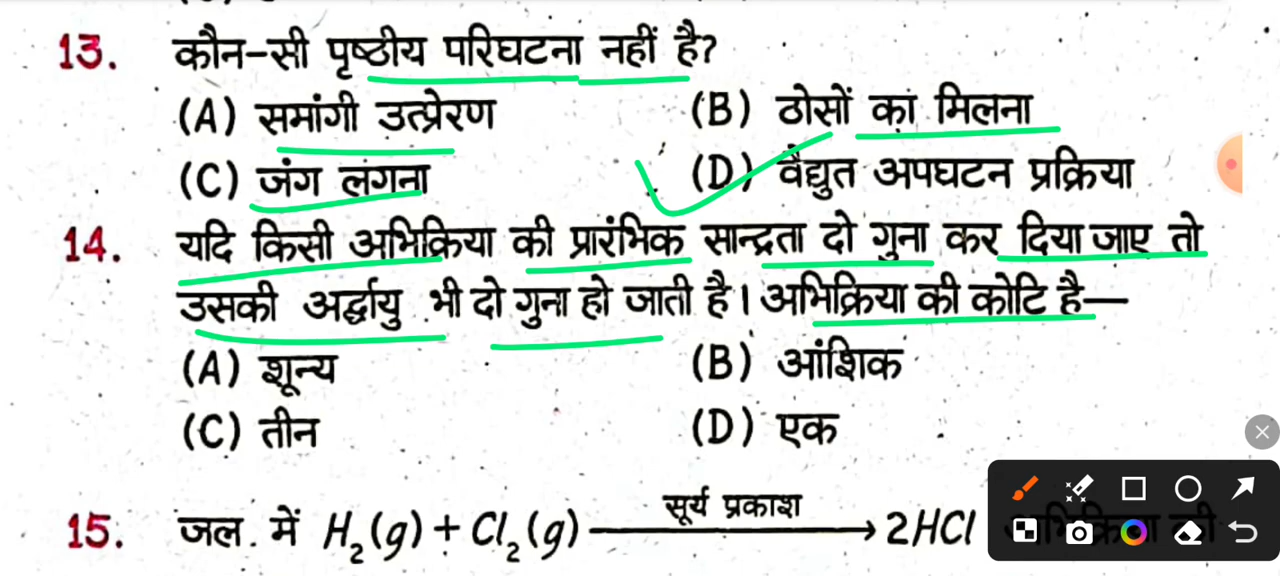 13. कौन-सी पृष्ठीय परिघटना नहीं है?
(A) समांगी उत्प्रेरण (B) ठोसों का मिलना
(C) जंग लगना (D) वैद्युत अपघटन प्रक्रिया
14. यदि किसी अभिक्रिया की प्रारंभिक सान्द्रता दो गुना कर दिया जाए तो
उसकी अर्द्धायु भी दो गुना हो जाती है। अभिक्रिया की कोटि है—
(A) शून्य (B) आंशिक
(C) तीन (D) एक
15. जल में H₂(g) + Cl₂(g) सूर्य प्रकाश → 2HCl